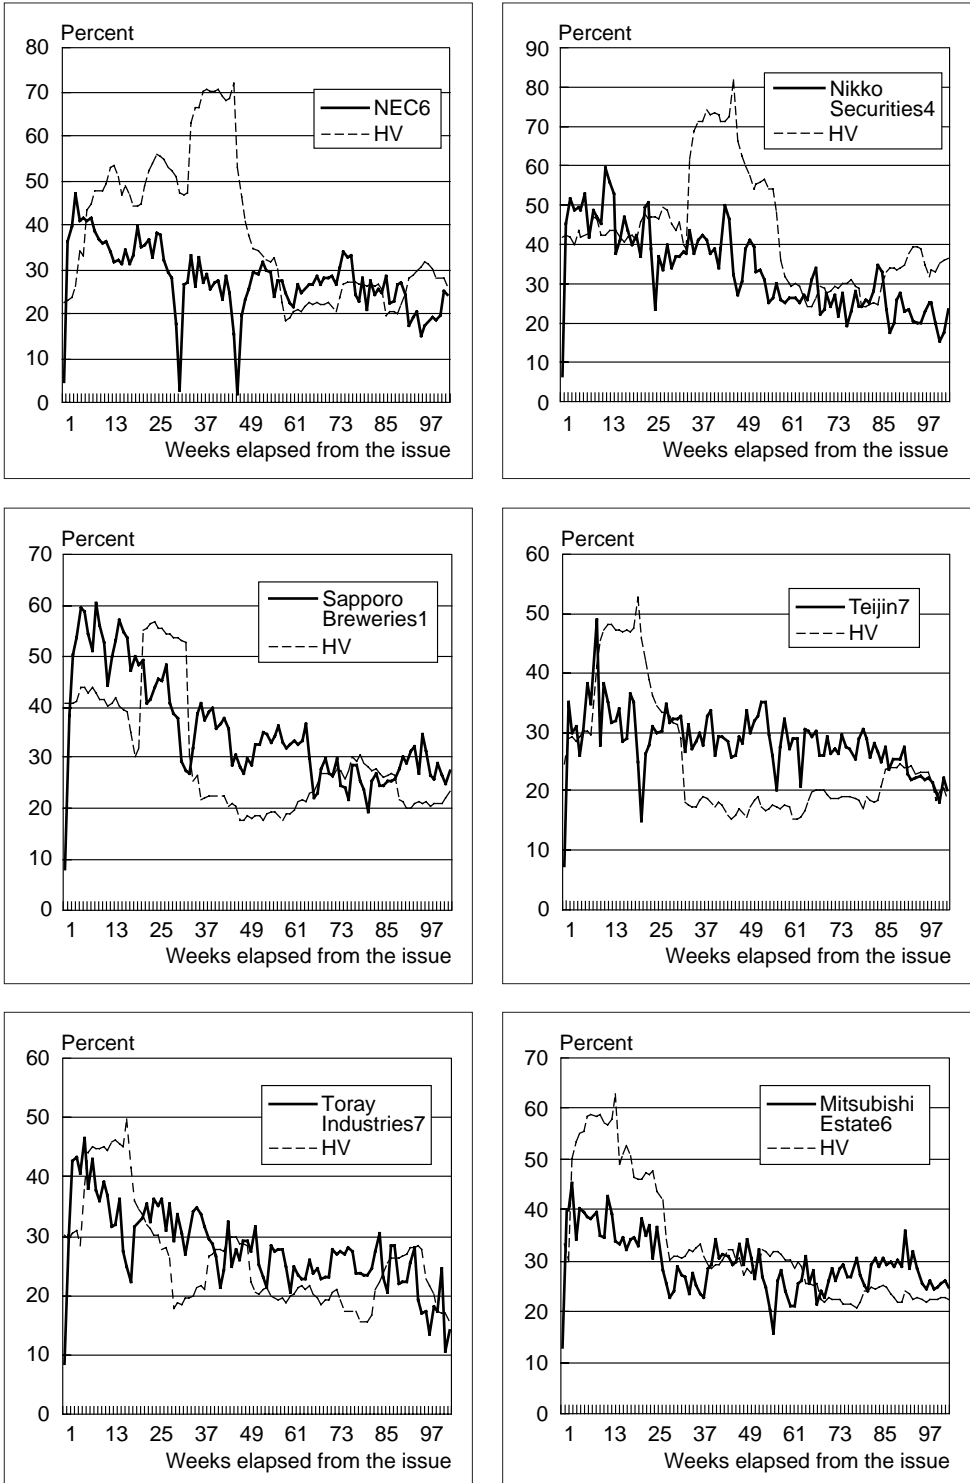 Percent
80
70
60
50
40
30
20
10
0
NEC6
HV
1 13 25 37 49 61 73 85 97
Weeks elapsed from the issue
Percent
90
80
70
60
50
40
30
20
10
0
Nikko
Securities4
HV
1 13 25 37 49 61 73 85 97
Weeks elapsed from the issue
Percent
70
60
50
40
30
20
10
0
Sapporo
Breweries1
HV
1 13 25 37 49 61 73 85 97
Weeks elapsed from the issue
Percent
60
50
40
30
20
10
0
Teijin7
HV
1 13 25 37 49 61 73 85 97
Weeks elapsed from the issue
Percent
60
50
40
30
20
10
0
Toray
Industries7
HV
1 13 25 37 49 61 73 85 97
Weeks elapsed from the issue
Percent
70
60
50
40
30
20
10
0
Mitsubishi
Estate6
HV
1 13 25 37 49 61 73 85 97
Weeks elapsed from the issue